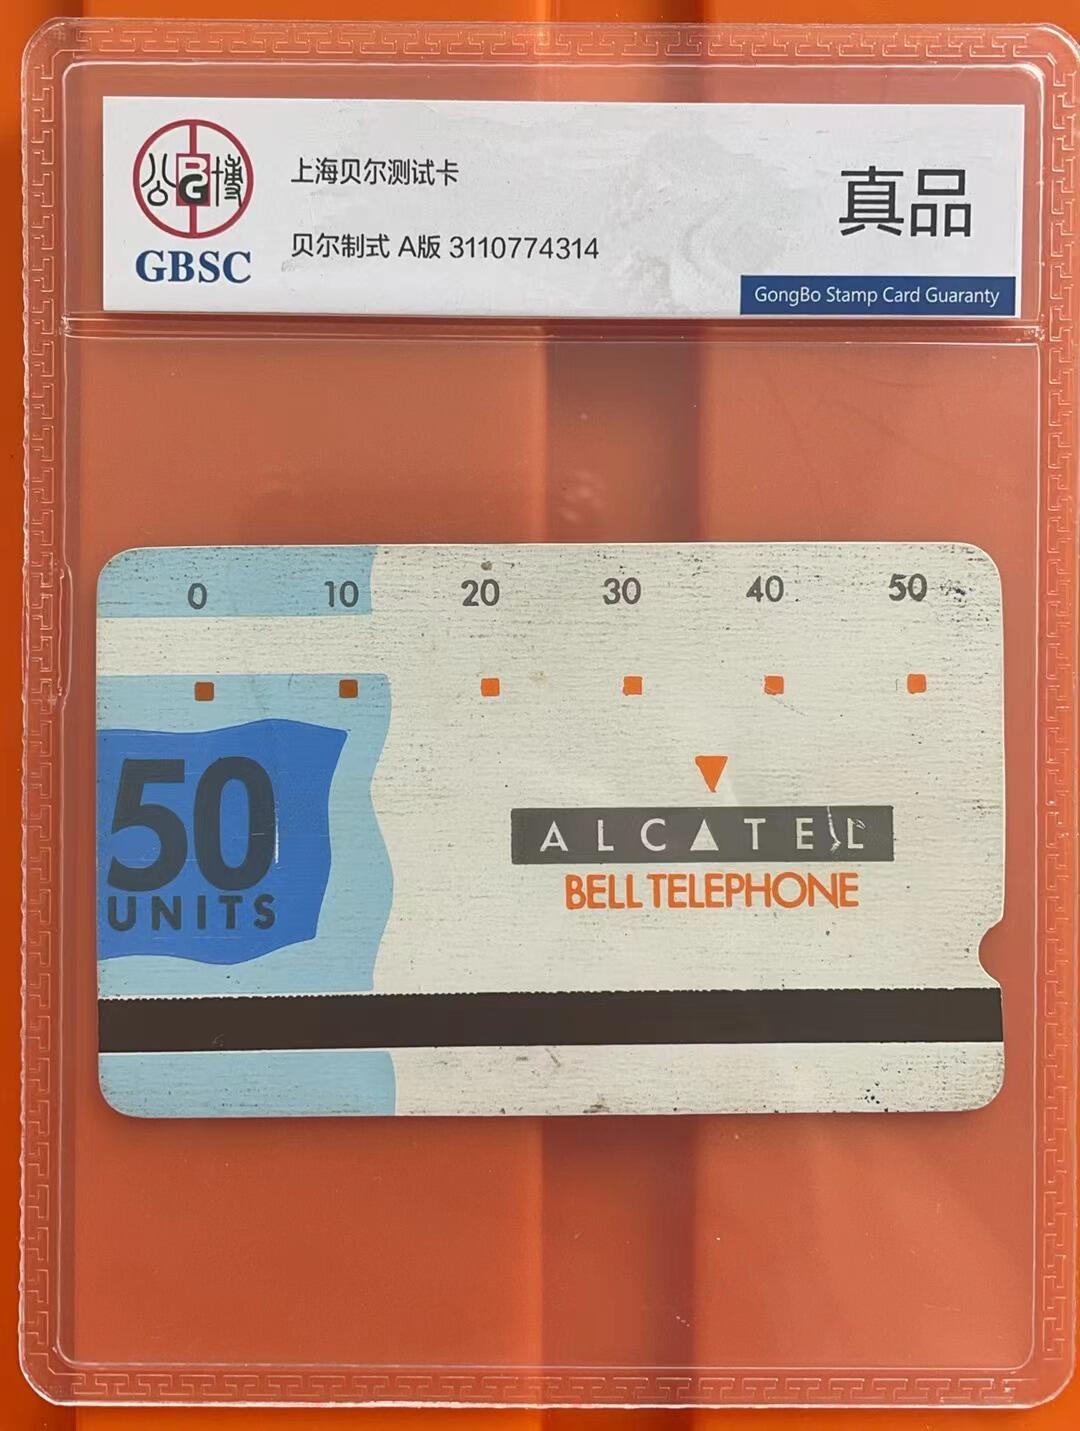 公 BG 博
GBSC
上海贝尔测试卡
贝尔制式 A版 3110774314
真品
GongBo Stamp Card Guaranty
0 10 20 30 40 50
50
UNITS
ALCATEL
BELL TELEPHONE